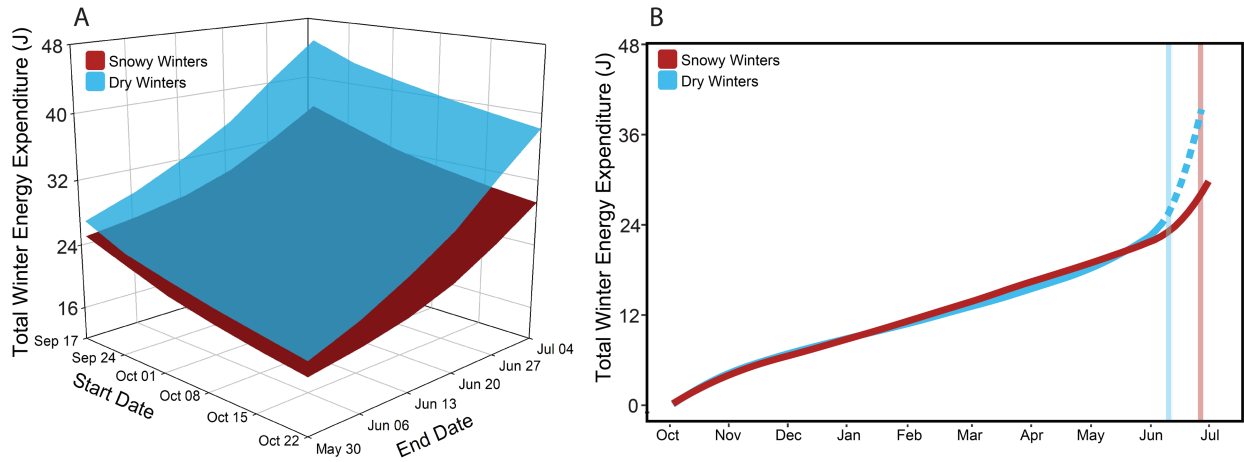 A
Total Winter Energy Expenditure (J)
Snowy Winters
Dry Winters
48
40
32
24
16
Sep 17
Sep 24
Oct 01
Oct 08
Oct 15
Oct 22
Start Date
May 30
Jun 06
Jun 13
Jun 20
Jun 27
Jul 04
End Date
B
Total Winter Energy Expenditure (J)
Snowy Winters
Dry Winters
48
36
24
12
0
Oct Nov Dec Jan Feb Mar Apr May Jun Jul